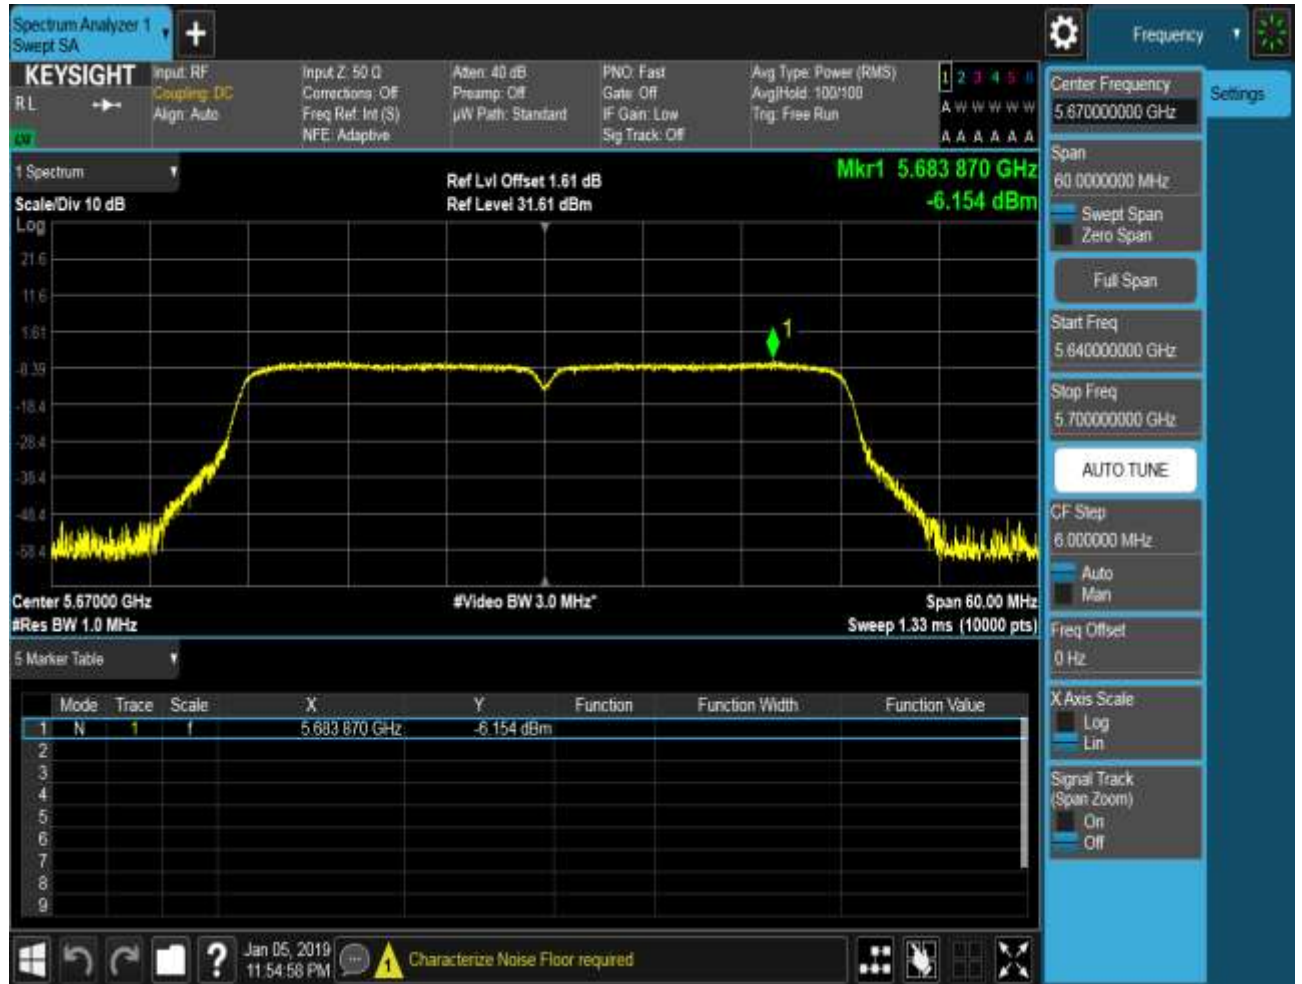 Spectrum Analyzer 1
Swept SA
Frequency
KEYSIGHT
Input: RF
Input Z: 50 Ω
Atten: 40 dB
PNO: Fast
Avg Type: Power (RMS)
1 2 3 4 5 6
RL
Coupling: DC
Corrections: Off
Preamp: Off
Gate: Off
Avg|Hold: 100/100
A W W W W W
Align: Auto
Freq Ref: Int (S)
µW Path: Standard
IF Gain: Low
Trig: Free Run
NFE: Adaptive
Sig Track: Off
A A A A A A
1 Spectrum
Ref Lvl Offset 1.61 dB
Mkr1 5.683 870 GHz
Scale/Div 10 dB
Ref Level 31.61 dBm
-6.154 dBm
Log
21.6
11.6
1.61
-8.39
-18.4
-28.4
-38.4
-48.4
-58.4
1
Center 5.67000 GHz
#Video BW 3.0 MHz*
Span 60.00 MHz
#Res BW 1.0 MHz
Sweep 1.33 ms (10000 pts)
5 Marker Table
Mode Trace Scale X Y Function Function Width Function Value
1 N 1 f 5.683 870 GHz -6.154 dBm
2
3
4
5
6
7
8
9
Center Frequency
5.670000000 GHz
Settings
Span
60.0000000 MHz
Swept Span
Zero Span
Full Span
Start Freq
5.640000000 GHz
Stop Freq
5.700000000 GHz
AUTO TUNE
CF Step
6.000000 MHz
Auto
Man
Freq Offset
0 Hz
X Axis Scale
Log
Lin
Signal Track
(Span Zoom)
On
Off
?
Jan 05, 2019
11:54:58 PM
1
Characterize Noise Floor required